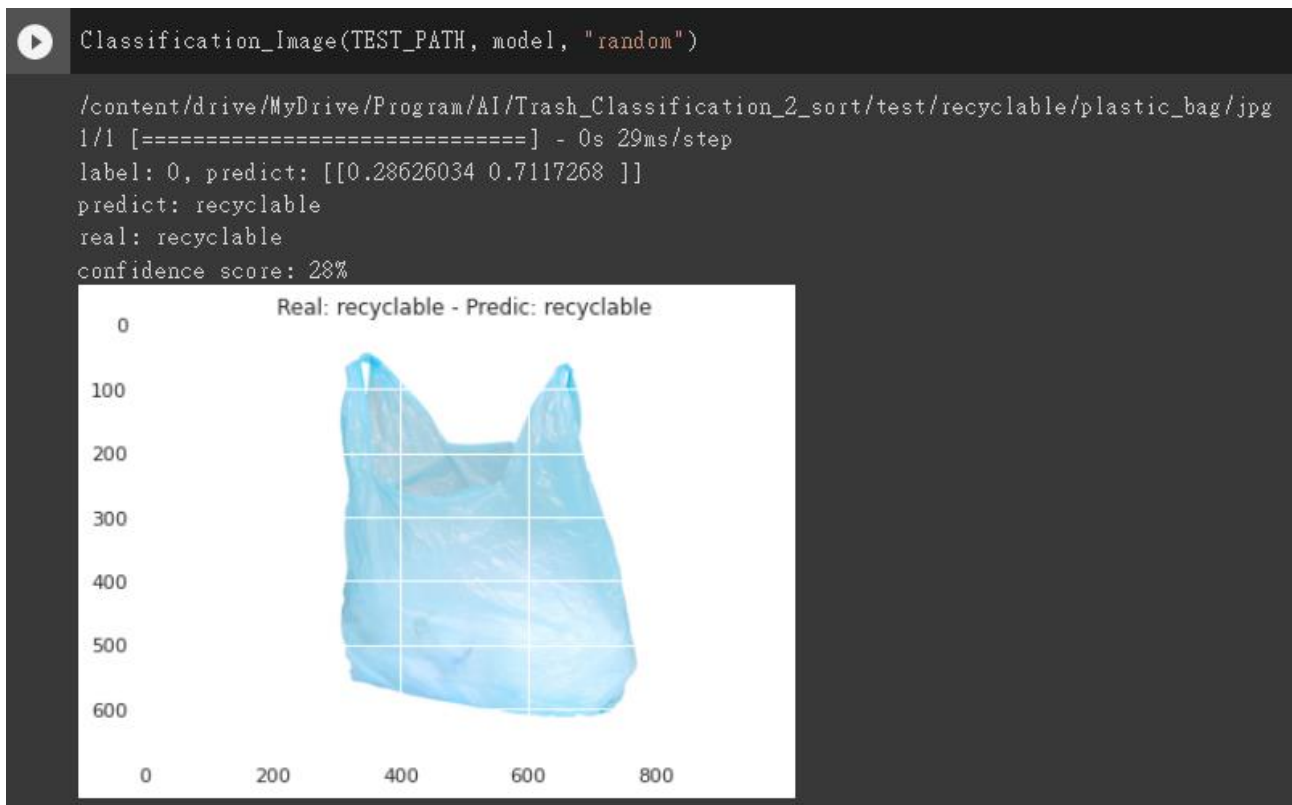 Classification_Image(TEST_PATH, model, "random")
/content/drive/MyDrive/Program/AI/Trash_Classification_2_sort/test/recyclable/plastic_bag/jpg
1/1 [==============================] - 0s 29ms/step
label: 0, predict: [[0.28626034 0.7117268 ]]
predict: recyclable
real: recyclable
confidence score: 28%
Real: recyclable - Predic: recyclable
0
100
200
300
400
500
600
0 200 400 600 800